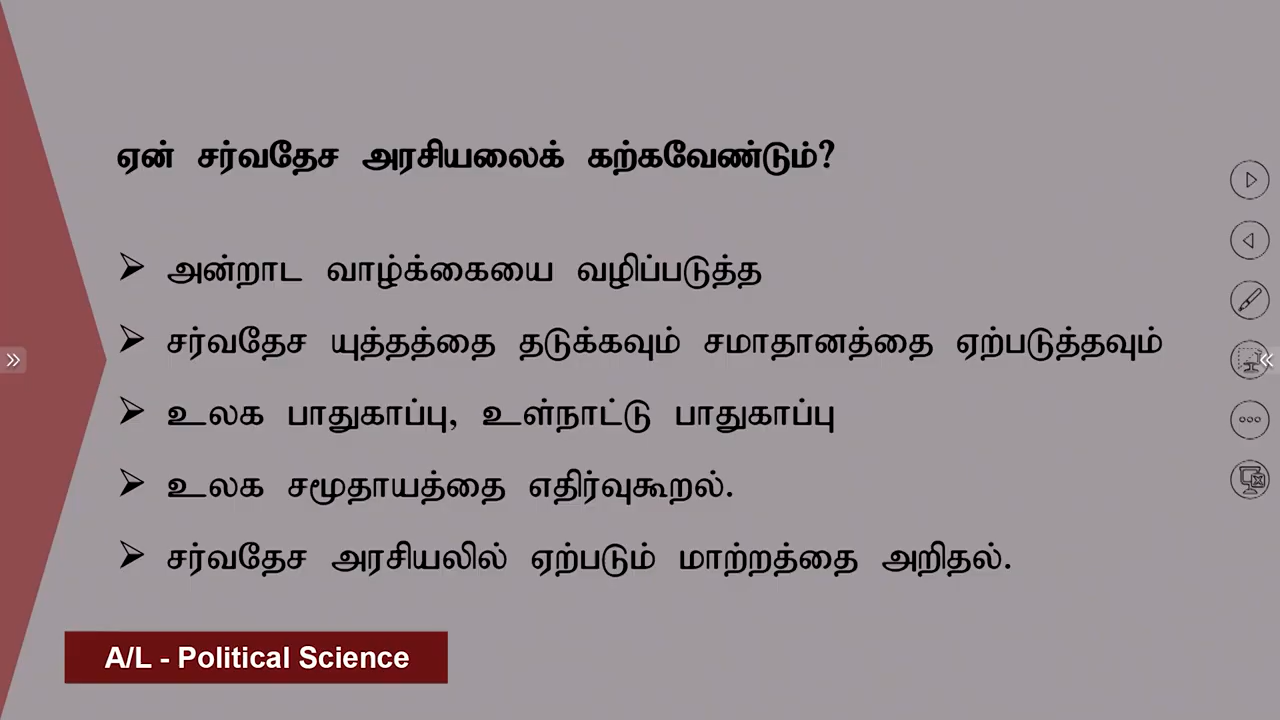 ஏன் சர்வதேச அரசியலைக் கற்கவேண்டும்?
➢ அன்றாட வாழ்க்கையை வழிப்படுத்த
➢ சர்வதேச யுத்தத்தை தடுக்கவும் சமாதானத்தை ஏற்படுத்தவும்
➢ உலக பாதுகாப்பு, உள்நாட்டு பாதுகாப்பு
➢ உலக சமூதாயத்தை எதிர்வுகூறல்.
➢ சர்வதேச அரசியலில் ஏற்படும் மாற்றத்தை அறிதல்.
A/L - Political Science